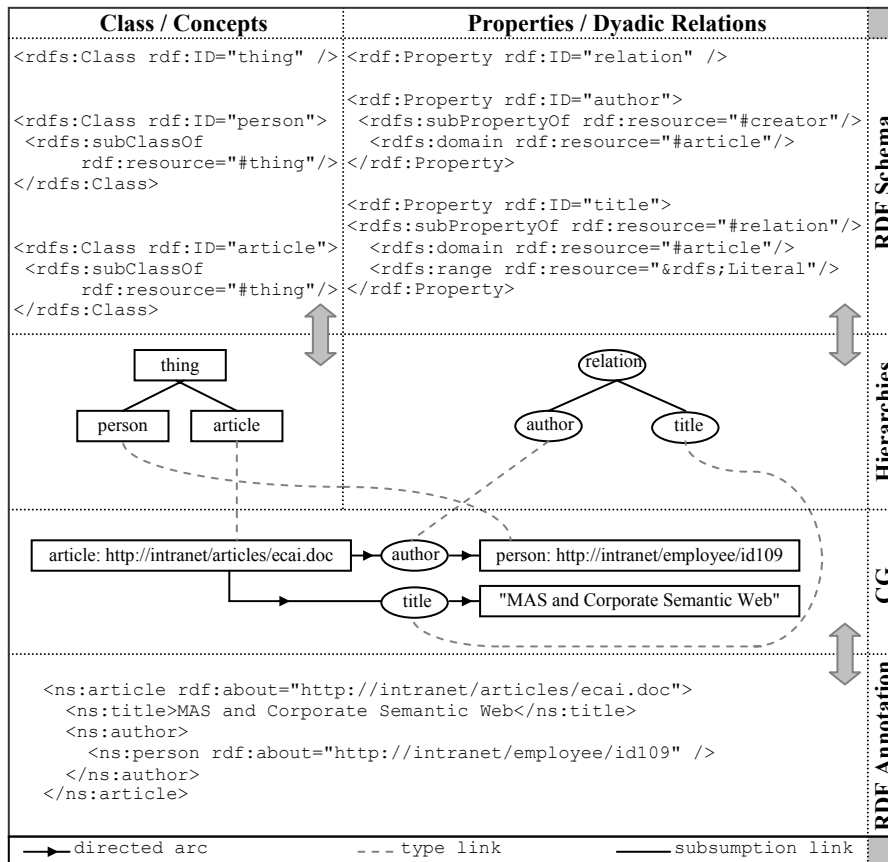 Class / Concepts
Properties / Dyadic Relations
<rdfs:Class rdf:ID="thing" />
<rdfs:Class rdf:ID="person">
<rdfs:subClassOf
rdf:resource="#thing"/>
</rdfs:Class>
<rdfs:Class rdf:ID="article">
<rdfs:subClassOf
rdf:resource="#thing"/>
</rdfs:Class>
<rdf:Property rdf:ID="relation" />
<rdf:Property rdf:ID="author">
<rdfs:subPropertyOf rdf:resource="#creator"/>
<rdfs:domain rdf:resource="#article"/>
</rdf:Property>
<rdf:Property rdf:ID="title">
<rdfs:subPropertyOf rdf:resource="#relation"/>
<rdfs:domain rdf:resource="#article"/>
<rdfs:range rdf:resource="&rdfs;Literal"/>
</rdf:Property>
RDF Schema
thing
person
article
relation
author
title
Hierarchies
article: http://intranet/articles/ecai.doc
author
person: http://intranet/employee/id109
title
"MAS and Corporate Semantic Web"
CG
<ns:article rdf:about="http://intranet/articles/ecai.doc">
<ns:title>MAS and Corporate Semantic Web</ns:title>
<ns:author>
<ns:person rdf:about="http://intranet/employee/id109" />
</ns:author>
</ns:article>
RDF Annotation
directed arc
type link
subsumption link